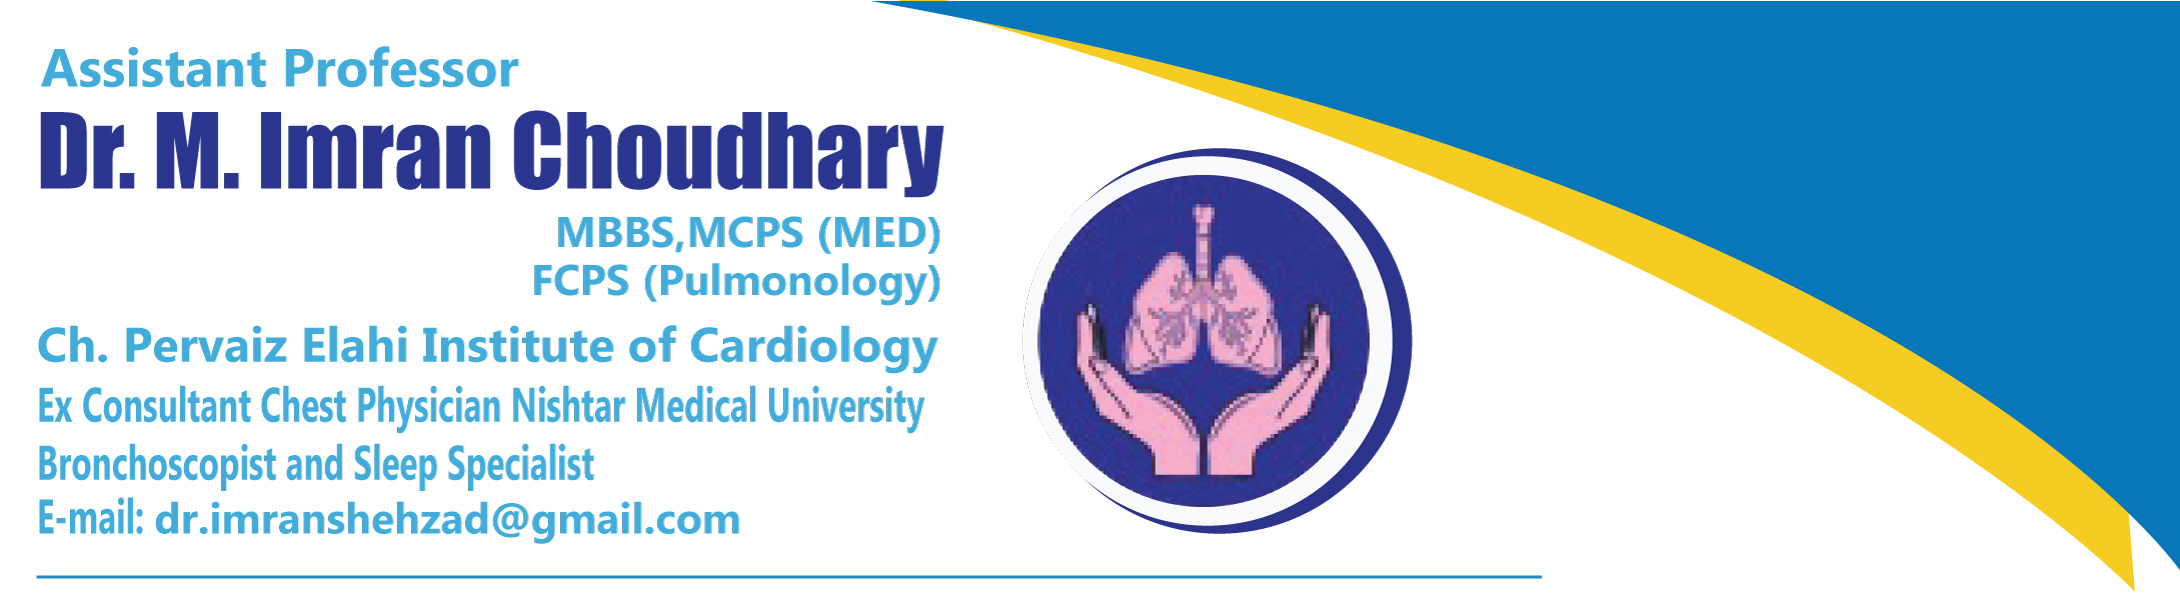 Assistant Professor
Dr. M. Imran Choudhary
MBBS,MCPS (MED)
FCPS (Pulmonology)
Ch. Pervaiz Elahi Institute of Cardiology
Ex Consultant Chest Physician Nishtar Medical University
Bronchoscopist and Sleep Specialist
E-mail: dr.imranshehzad@gmail.com